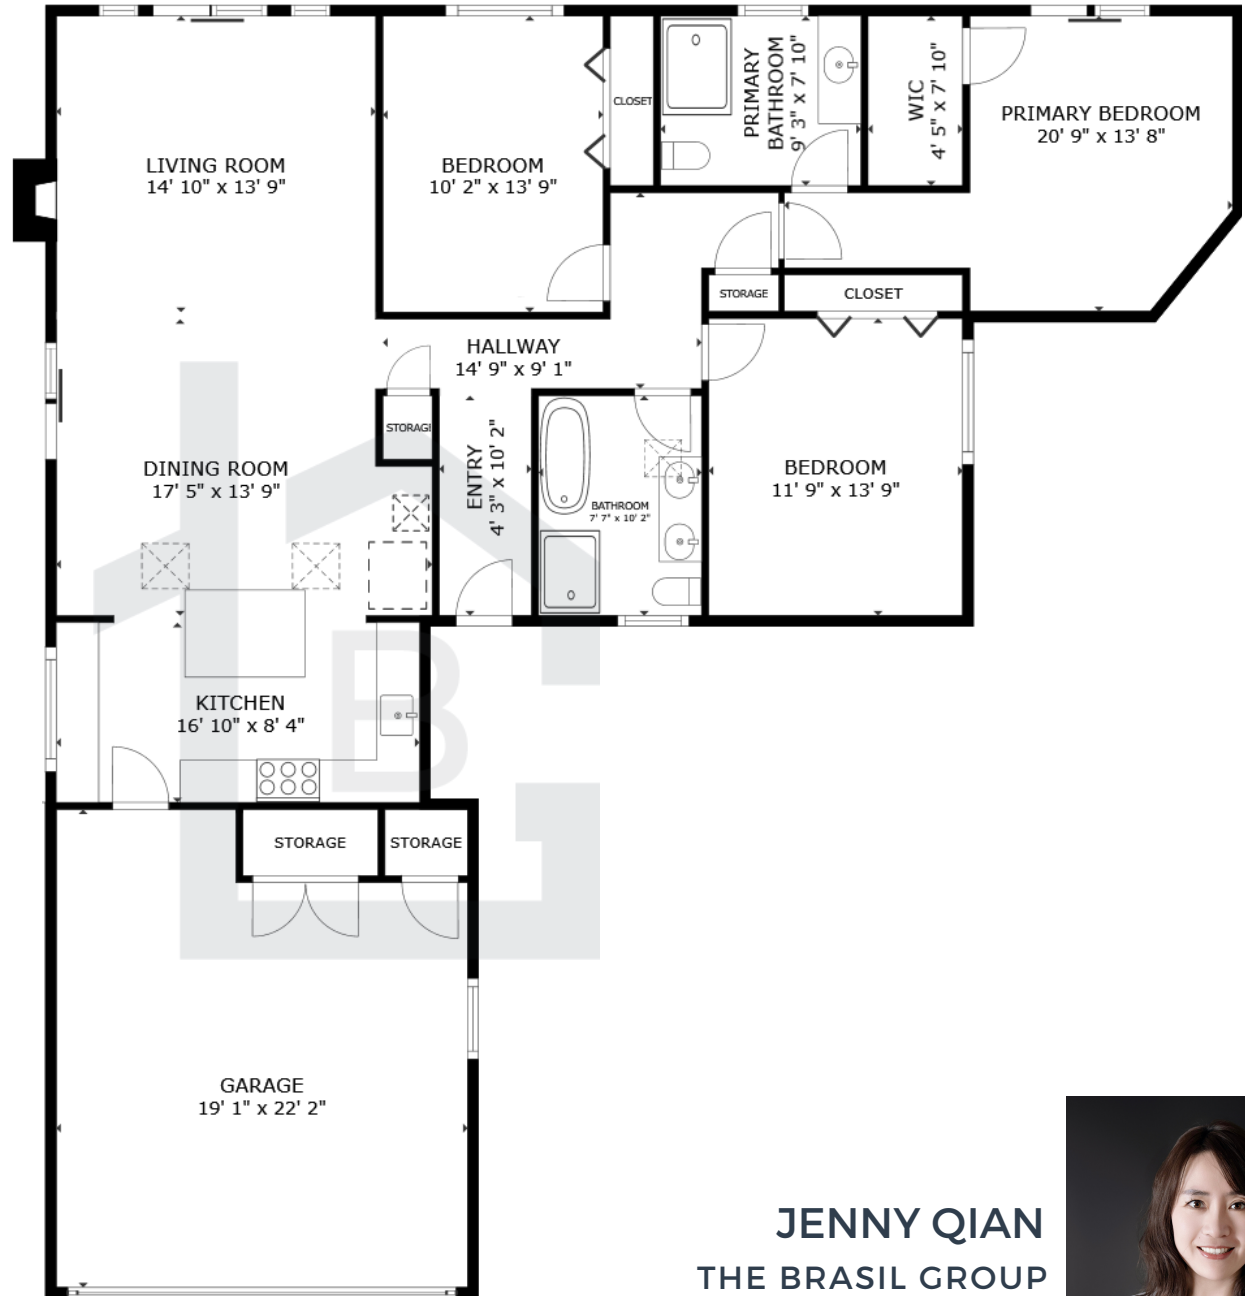 LIVING ROOM
14' 10" x 13' 9"
BEDROOM
10' 2" x 13' 9"
CLOSET
PRIMARY
BATHROOM
9' 3" x 7' 10"
WIC
4' 5" x 7' 10"
PRIMARY BEDROOM
20' 9" x 13' 8"
STORAGE
CLOSET
HALLWAY
14' 9" x 9' 1"
STORAGE
DINING ROOM
17' 5" x 13' 9"
ENTRY
4' 3" x 10' 2"
BATHROOM
7' 7" x 10' 2"
BEDROOM
11' 9" x 13' 9"
KITCHEN
16' 10" x 8' 4"
B
STORAGE
STORAGE
GARAGE
19' 1" x 22' 2"
JENNY QIAN
THE BRASIL GROUP